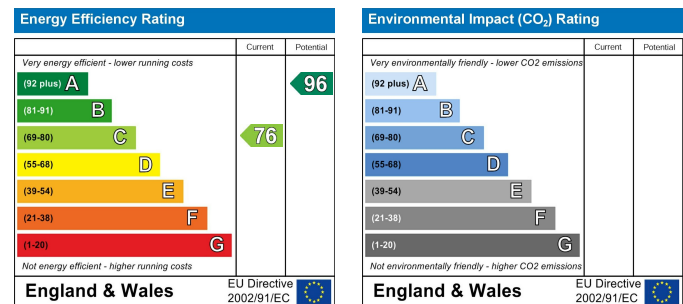 Energy Efficiency Rating
Current Potential
Very energy efficient - lower running costs
(92 plus) A
96
(81-91) B
(69-80) C
76
(55-68) D
(39-54) E
(21-38) F
(1-20) G
Not energy efficient - higher running costs
England & Wales
EU Directive
2002/91/EC
Environmental Impact (CO₂) Rating
Current Potential
Very environmentally friendly - lower CO2 emissions
(92 plus) A
(81-91) B
(69-80) C
(55-68) D
(39-54) E
(21-38) F
(1-20) G
Not environmentally friendly - higher CO2 emissions
England & Wales
EU Directive
2002/91/EC